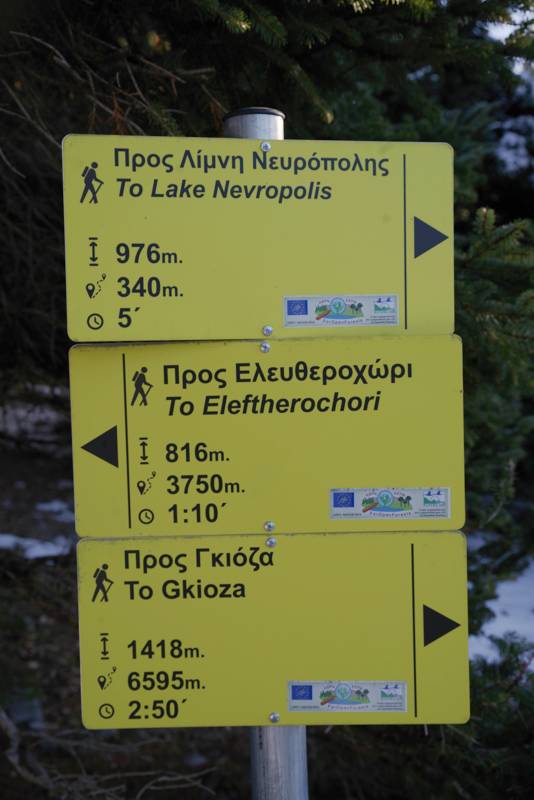 Προς Λίμνη Νευρόπολης
To Lake Nevropolis
976m.
340m.
5΄
Προς Ελευθεροχώρι
To Eleftherochori
816m.
3750m.
1:10΄
Προς Γκιόζα
To Gkioza
1418m.
6595m.
2:50΄